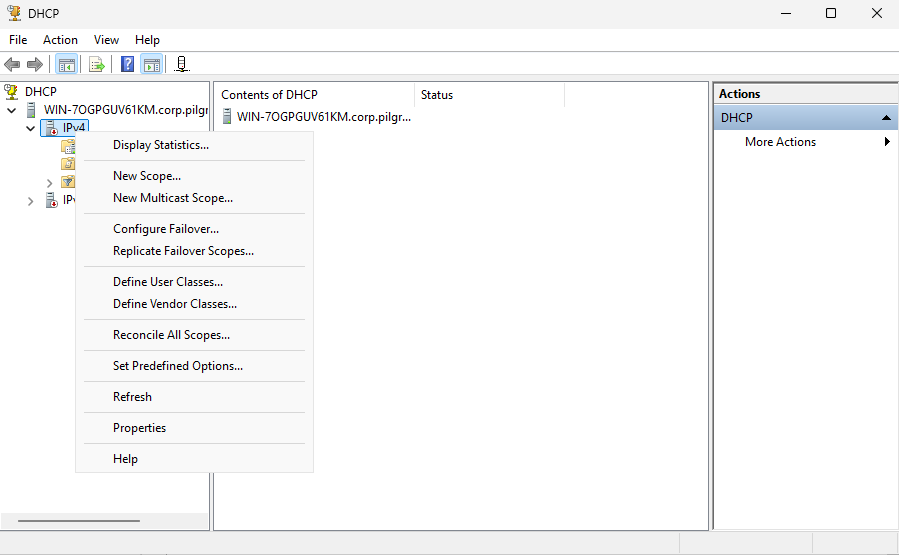 DHCP
File Action View Help
DHCP
WIN-7OGPGUV61KM.corp.pilgr
IPv4
Display Statistics...
New Scope...
New Multicast Scope...
Configure Failover...
Replicate Failover Scopes...
Define User Classes...
Define Vendor Classes...
Reconcile All Scopes...
Set Predefined Options...
Refresh
Properties
Help
Contents of DHCP Status
WIN-7OGPGUV61KM.corp.pilgr...
Actions
DHCP
More Actions